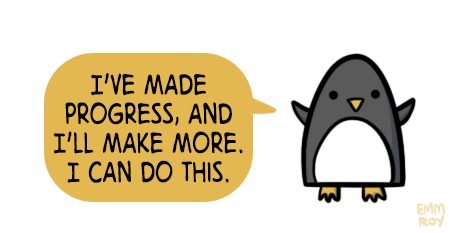 I'VE MADE
PROGRESS, AND
I'LL MAKE MORE.
I CAN DO THIS.
EMM
ROY